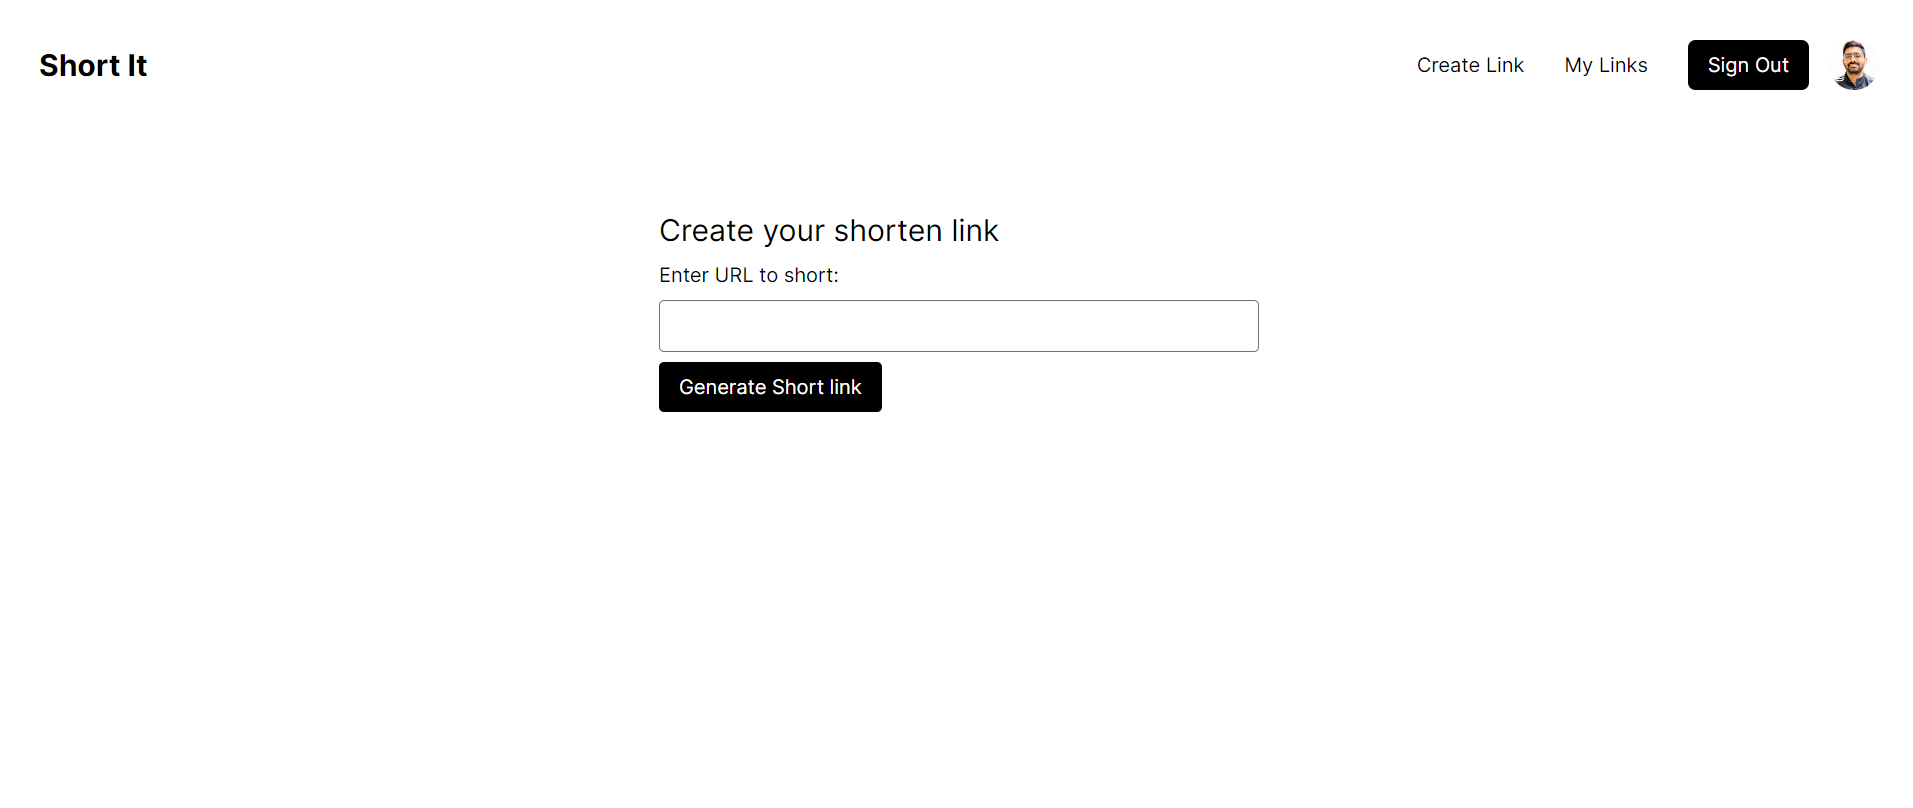 Short It
Create Link
My Links
Sign Out
Create your shorten link
Enter URL to short:
Generate Short link